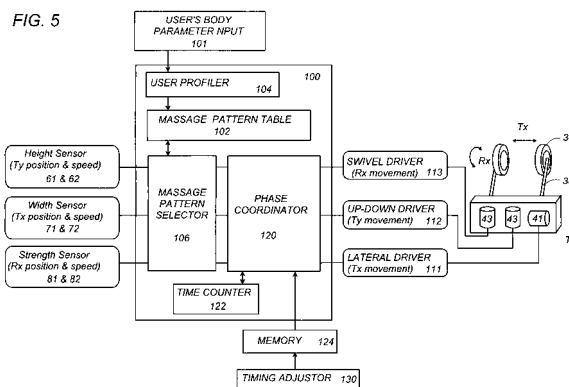 FIG. 5
USER'S BODY
PARAMETER NPUT
101
100
USER PROFILER
104
MASSAGE PATTERN TABLE
102
Height Sensor
(Ty position & speed)
61 & 62
Width Sensor
(Tx position & speed)
71 & 72
Strength Sensor
(Rx position & speed)
81 & 82
MASSAGE
PATTERN
SELECTOR
106
PHASE
COORDINATOR
120
TIME COUNTER
122
MEMORY 124
TIMING ADJUSTOR 130
SWIVEL DRIVER
(Rx movement) 113
UP-DOWN DRIVER
(Ty movement) 112
LATERAL DRIVER
(Tx movement) 111
Tx
Rx
3
3
43
43
41
T